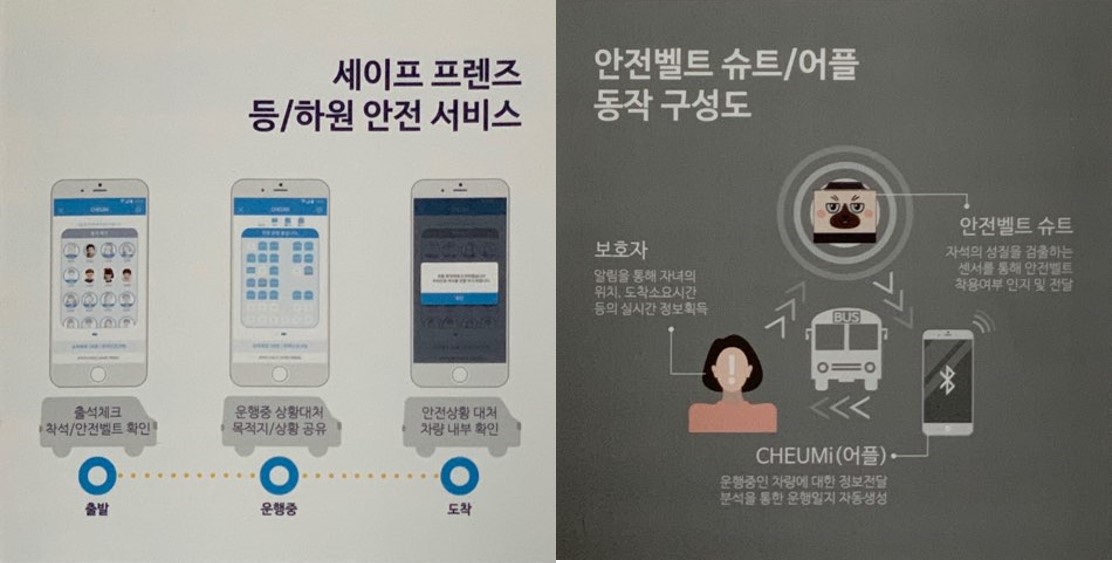 세이프 프렌즈
등/하원 안전 서비스
CHEUMi
CHEUMi
출석체크
착석/안전벨트 확인
운행중 상황대처
목적지/상황 공유
안전상황 대처
차량 내부 확인
출발
운행중
도착
안전벨트 슈트/어플
동작 구성도
안전벨트 슈트
자석의 성질을 검출하는
센서를 통해 안전벨트
착용여부 인지 및 전달
보호자
알림을 통해 자녀의
위치, 도착소요시간
등의 실시간 정보획득
BUS
!
CHEUMi(어플)
운행중인 차량에 대한 정보전달
분석을 통한 운행일지 자동생성